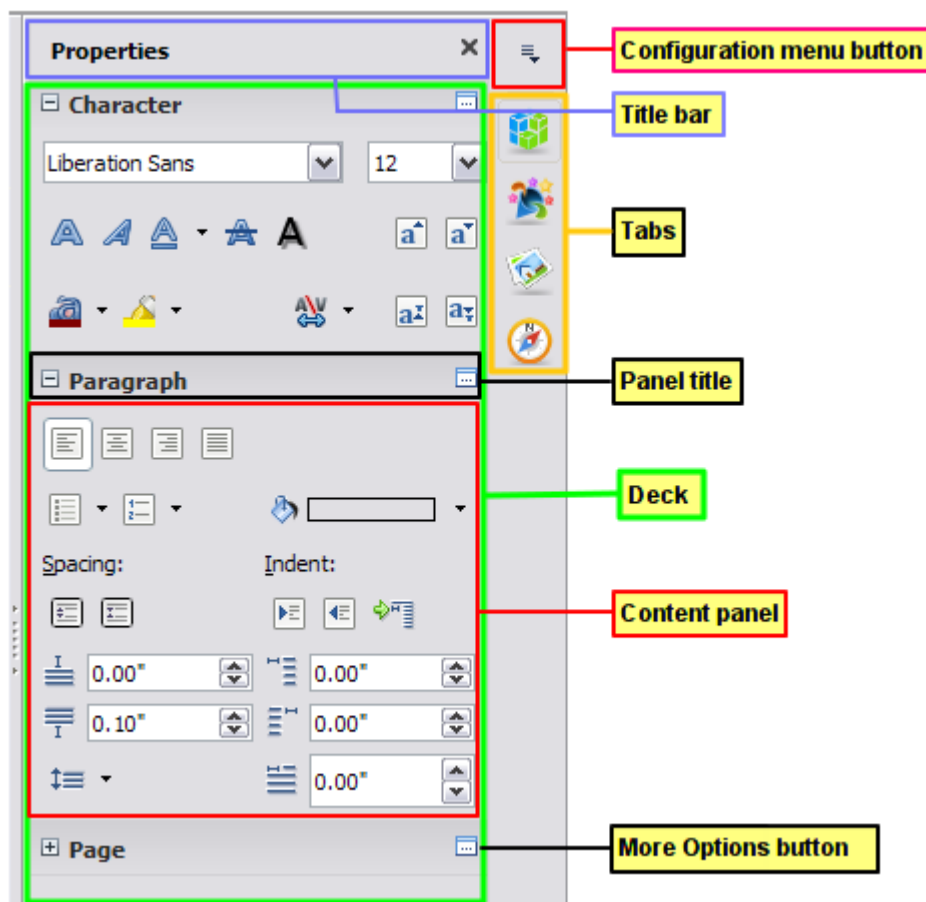 Properties
Configuration menu button
Character
Title bar
Liberation Sans 12
Tabs
Paragraph
Panel title
Deck
Spacing: Indent:
Content panel
0.00" 0.00"
0.10" 0.00"
0.00"
Page
More Options button